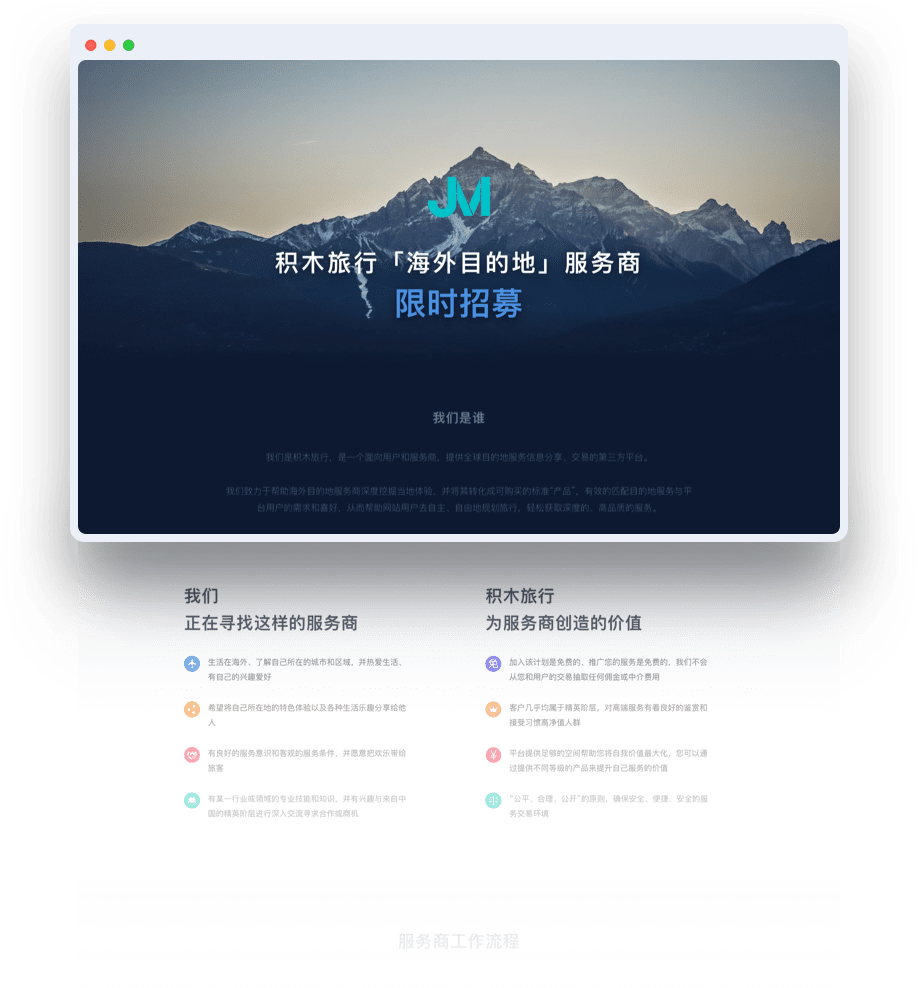 JM
积木旅行「海外目的地」服务商
限时招募
我们是谁
我们是积木旅行，是一个面向用户和服务商，提供全球目的地服务信息分享、交易的第三方平台。
我们致力于帮助海外目的地服务商深度挖掘当地体验，并将其转化成可购买的标准“产品”，有效的匹配目的地服务与平
台用户的需求和喜好，从而帮助网站用户去自主、自由地规划旅行，轻松获取深度的、高品质的服务。
我们
正在寻找这样的服务商
生活在海外、了解自己所在的城市和区域，并热爱生活、
有自己的兴趣爱好
希望将自己所在地的特色体验以及各种生活乐趣分享给他
人
有良好的服务意识和客观的服务条件，并愿意把欢乐带给
旅客
有某一行业或领域的专业技能和知识，并有兴趣与来自中
国的精英阶层进行深入交流寻求合作或商机
积木旅行
为服务商创造的价值
免
加入该计划是免费的、推广您的服务是免费的，我们不会
从您和用户的交易抽取任何佣金或中介费用
客户几乎均属于精英阶层，对高端服务有着良好的鉴赏和
接受习惯高净值人群
¥
平台提供足够的空间帮助您将自我价值最大化，您可以通
过提供不同等级的产品来提升自己服务的价值
“公平、合理、公开”的原则，确保安全、便捷、安全的服
务交易环境
服务商工作流程